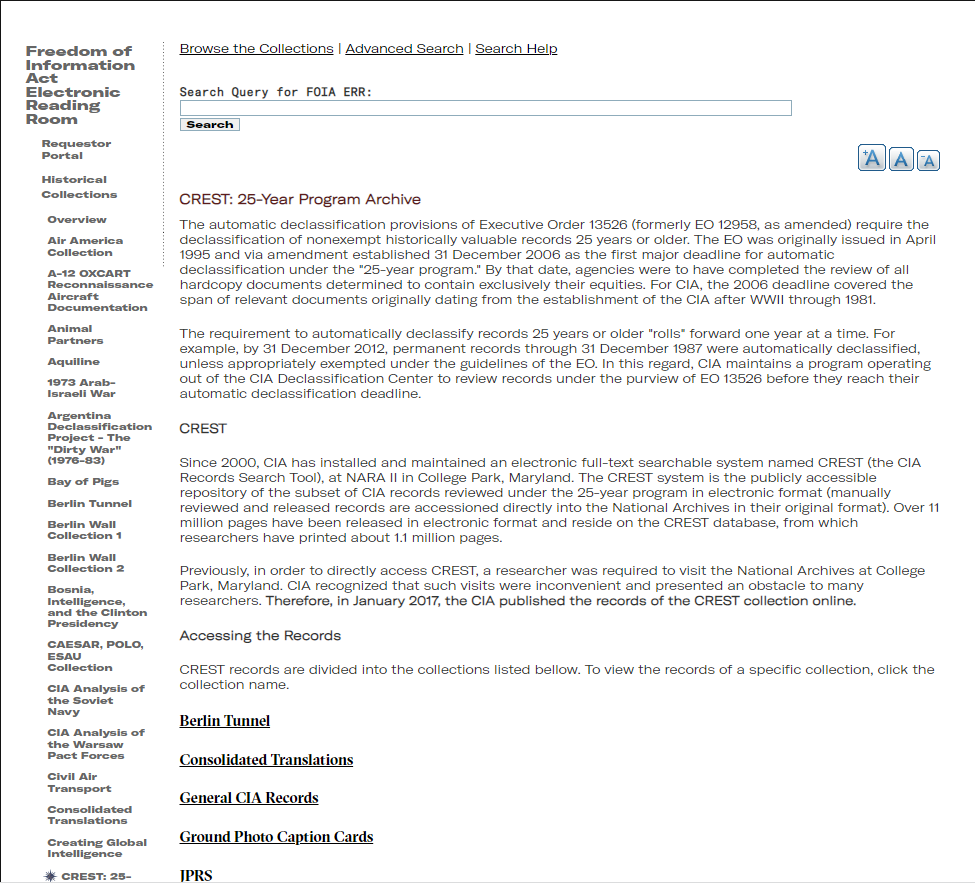 Freedom of
Information
Act
Electronic
Reading
Room
Requestor
Portal
Historical
Collections
Overview
Air America
Collection
A-12 OXCART
Reconnaissance
Aircraft
Documentation
Animal
Partners
Aquiline
1973 Arab-
Israeli War
Argentina
Declassification
Project - The
"Dirty War"
(1976-83)
Bay of Pigs
Berlin Tunnel
Berlin Wall
Collection 1
Berlin Wall
Collection 2
Bosnia,
Intelligence,
and the Clinton
Presidency
CAESAR, POLO,
ESAU
Collection
CIA Analysis of
the Soviet
Navy
CIA Analysis of
the Warsaw
Pact Forces
Civil Air
Transport
Consolidated
Translations
Creating Global
Intelligence
CREST: 25-
Browse the Collections | Advanced Search | Search Help
Search Query for FOIA ERR:
Search
+A A -A
CREST: 25-Year Program Archive
The automatic declassification provisions of Executive Order 13526 (formerly EO 12958, as amended) require the
declassification of nonexempt historically valuable records 25 years or older. The EO was originally issued in April
1995 and via amendment established 31 December 2006 as the first major deadline for automatic
declassification under the "25-year program." By that date, agencies were to have completed the review of all
hardcopy documents determined to contain exclusively their equities. For CIA, the 2006 deadline covered the
span of relevant documents originally dating from the establishment of the CIA after WWII through 1981.
The requirement to automatically declassify records 25 years or older "rolls" forward one year at a time. For
example, by 31 December 2012, permanent records through 31 December 1987 were automatically declassified,
unless appropriately exempted under the guidelines of the EO. In this regard, CIA maintains a program operating
out of the CIA Declassification Center to review records under the purview of EO 13526 before they reach their
automatic declassification deadline.
CREST
Since 2000, CIA has installed and maintained an electronic full-text searchable system named CREST (the CIA
Records Search Tool), at NARA II in College Park, Maryland. The CREST system is the publicly accessible
repository of the subset of CIA records reviewed under the 25-year program in electronic format (manually
reviewed and released records are accessioned directly into the National Archives in their original format). Over 11
million pages have been released in electronic format and reside on the CREST database, from which
researchers have printed about 1.1 million pages.
Previously, in order to directly access CREST, a researcher was required to visit the National Archives at College
Park, Maryland. CIA recognized that such visits were inconvenient and presented an obstacle to many
researchers. Therefore, in January 2017, the CIA published the records of the CREST collection online.
Accessing the Records
CREST records are divided into the collections listed bellow. To view the records of a specific collection, click the
collection name.
Berlin Tunnel
Consolidated Translations
General CIA Records
Ground Photo Caption Cards
JPRS